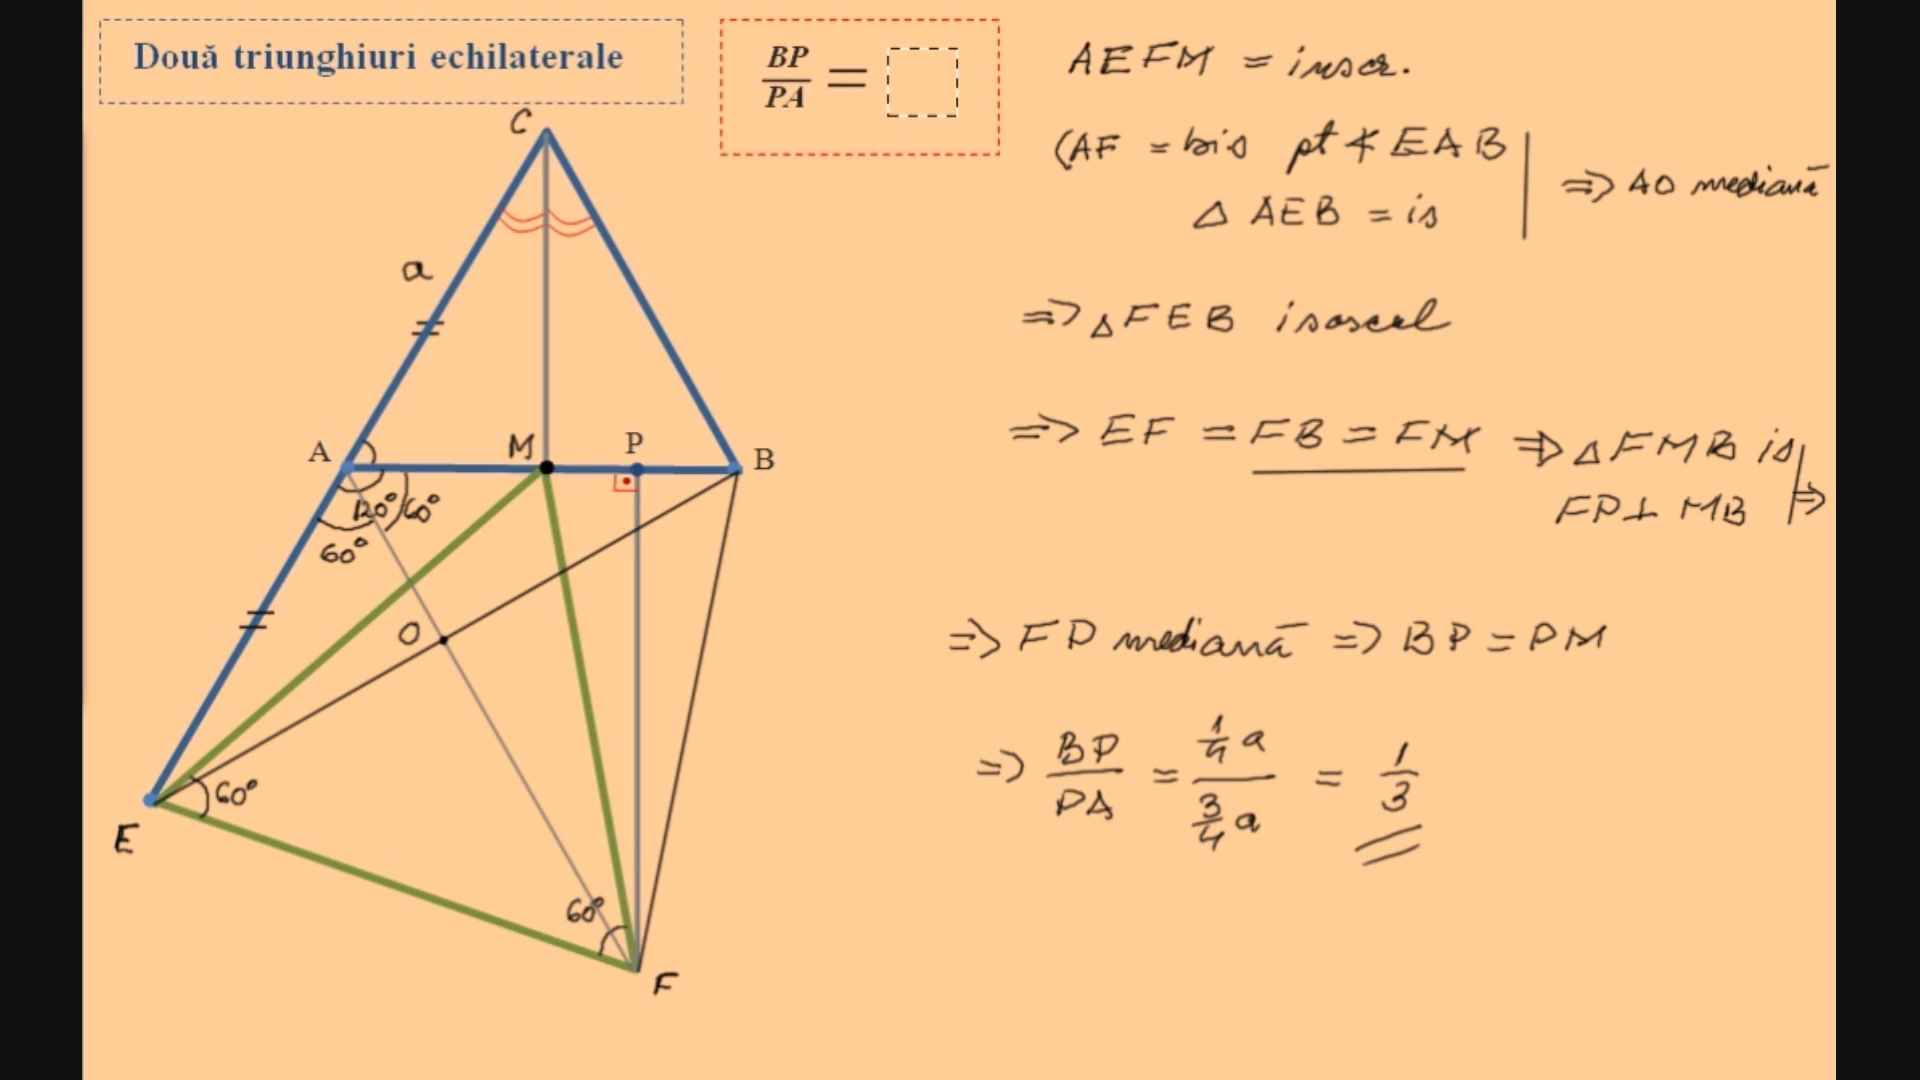 Două triunghiuri echilaterale
BP/PA =
C
a
A
M
P
B
120°
60°
60°
O
E
60°
60°
F
AEFM = inscr.
(AF = bis pt ∢ EAB
△ AEB = is
⇒ AO mediană
⇒ △ FEB isoscel
⇒ EF = FB = FM ⇒ △ FMB is
FP ⊥ MB ⇒
⇒ FP mediană ⇒ BP = PM
⇒ BP/PA = (1/4 a)/(3/4 a) = 1/3